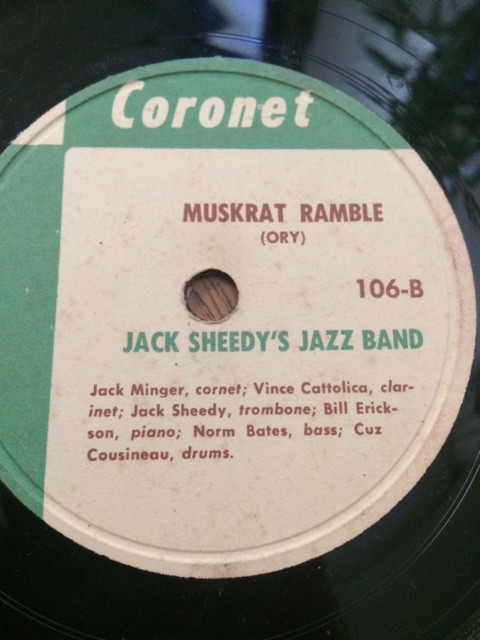 Coronet
MUSKRAT RAMBLE
(ORY)
106-B
JACK SHEEDY'S JAZZ BAND
Jack Minger, cornet; Vince Cattolica, clar-
inet; Jack Sheedy, trombone; Bill Erick-
son, piano; Norm Bates, bass; Cuz
Cousineau, drums.